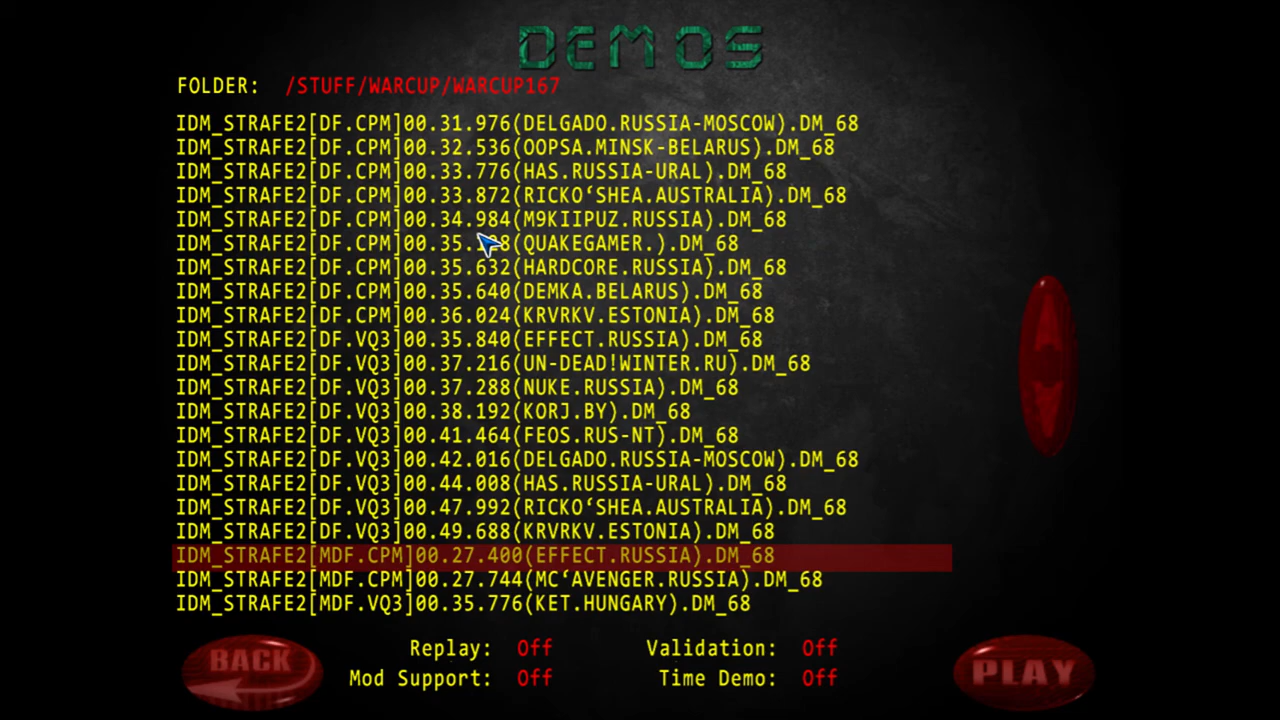 DEMOS
FOLDER: /STUFF/WARCUP/WARCUP167
IDM_STRAFE2[DF.CPM]00.31.976(DELGADO.RUSSIA-MOSCOW).DM_68
IDM_STRAFE2[DF.CPM]00.32.536(OOPSA.MINSK-BELARUS).DM_68
IDM_STRAFE2[DF.CPM]00.33.776(HAS.RUSSIA-URAL).DM_68
IDM_STRAFE2[DF.CPM]00.33.872(RICKO‘SHEA.AUSTRALIA).DM_68
IDM_STRAFE2[DF.CPM]00.34.984(M9KIIPUZ.RUSSIA).DM_68
IDM_STRAFE2[DF.CPM]00.35. 8(QUAKEGAMER.).DM_68
IDM_STRAFE2[DF.CPM]00.35.632(HARDCORE.RUSSIA).DM_68
IDM_STRAFE2[DF.CPM]00.35.640(DEMKA.BELARUS).DM_68
IDM_STRAFE2[DF.CPM]00.36.024(KRVRKV.ESTONIA).DM_68
IDM_STRAFE2[DF.VQ3]00.35.840(EFFECT.RUSSIA).DM_68
IDM_STRAFE2[DF.VQ3]00.37.216(UN-DEAD!WINTER.RU).DM_68
IDM_STRAFE2[DF.VQ3]00.37.288(NUKE.RUSSIA).DM_68
IDM_STRAFE2[DF.VQ3]00.38.192(KORJ.BY).DM_68
IDM_STRAFE2[DF.VQ3]00.41.464(FEOS.RUS-NT).DM_68
IDM_STRAFE2[DF.VQ3]00.42.016(DELGADO.RUSSIA-MOSCOW).DM_68
IDM_STRAFE2[DF.VQ3]00.44.008(HAS.RUSSIA-URAL).DM_68
IDM_STRAFE2[DF.VQ3]00.47.992(RICKO‘SHEA.AUSTRALIA).DM_68
IDM_STRAFE2[DF.VQ3]00.49.688(KRVRKV.ESTONIA).DM_68
IDM_STRAFE2[MDF.CPM]00.27.400(EFFECT.RUSSIA).DM_68
IDM_STRAFE2[MDF.CPM]00.27.744(MC‘AVENGER.RUSSIA).DM_68
IDM_STRAFE2[MDF.VQ3]00.35.776(KET.HUNGARY).DM_68
Replay: Off Validation: Off
Mod Support: Off Time Demo: Off
BACK
PLAY